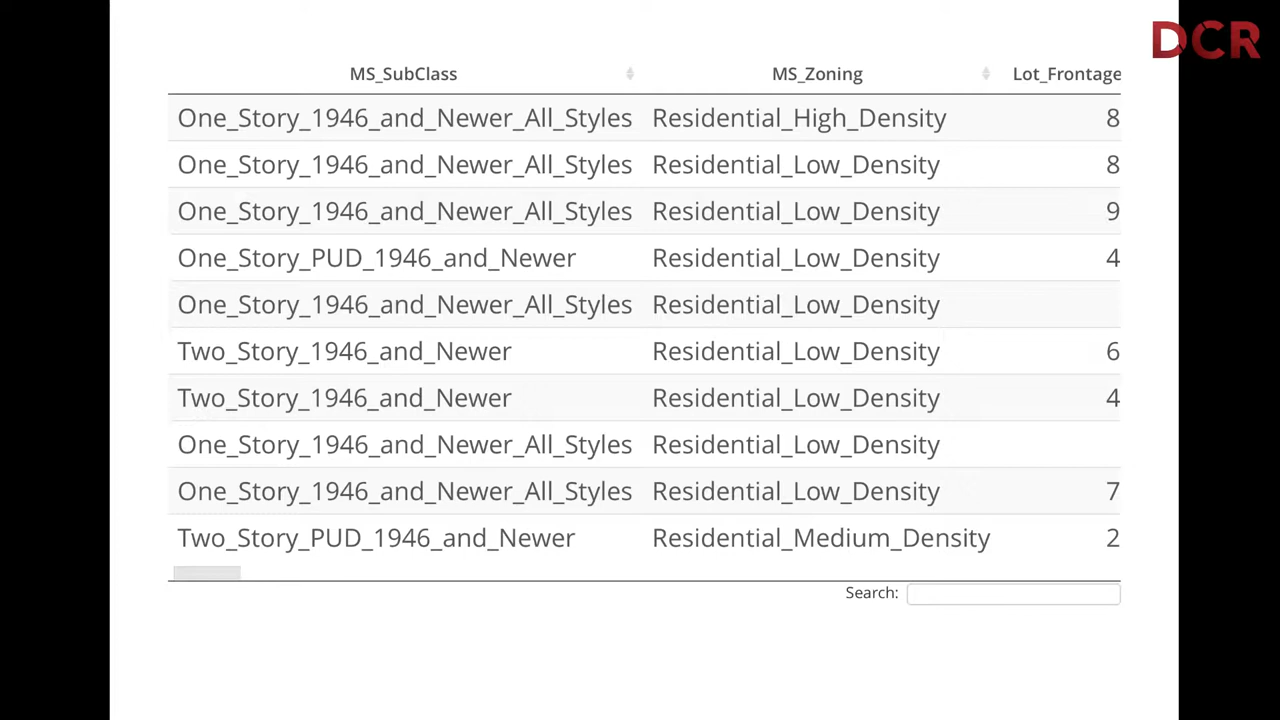 DCR
MS_SubClass MS_Zoning Lot_Frontage
One_Story_1946_and_Newer_All_Styles Residential_High_Density 8
One_Story_1946_and_Newer_All_Styles Residential_Low_Density 8
One_Story_1946_and_Newer_All_Styles Residential_Low_Density 9
One_Story_PUD_1946_and_Newer Residential_Low_Density 4
One_Story_1946_and_Newer_All_Styles Residential_Low_Density
Two_Story_1946_and_Newer Residential_Low_Density 6
Two_Story_1946_and_Newer Residential_Low_Density 4
One_Story_1946_and_Newer_All_Styles Residential_Low_Density
One_Story_1946_and_Newer_All_Styles Residential_Low_Density 7
Two_Story_PUD_1946_and_Newer Residential_Medium_Density 2
Search: